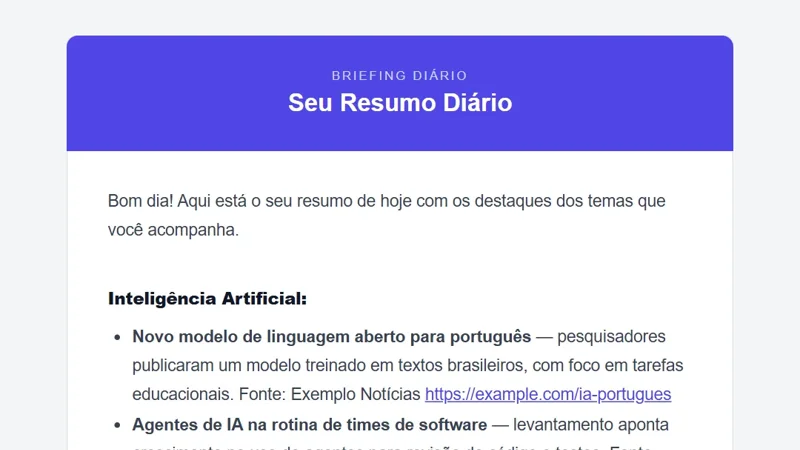 BRIEFING DIÁRIO
Seu Resumo Diário
Bom dia! Aqui está o seu resumo de hoje com os destaques dos temas que
você acompanha.
Inteligência Artificial:
• Novo modelo de linguagem aberto para português — pesquisadores
publicaram um modelo treinado em textos brasileiros, com foco em tarefas
educacionais. Fonte: Exemplo Notícias https://example.com/ia-portugues
• Agentes de IA na rotina de times de software — levantamento aponta